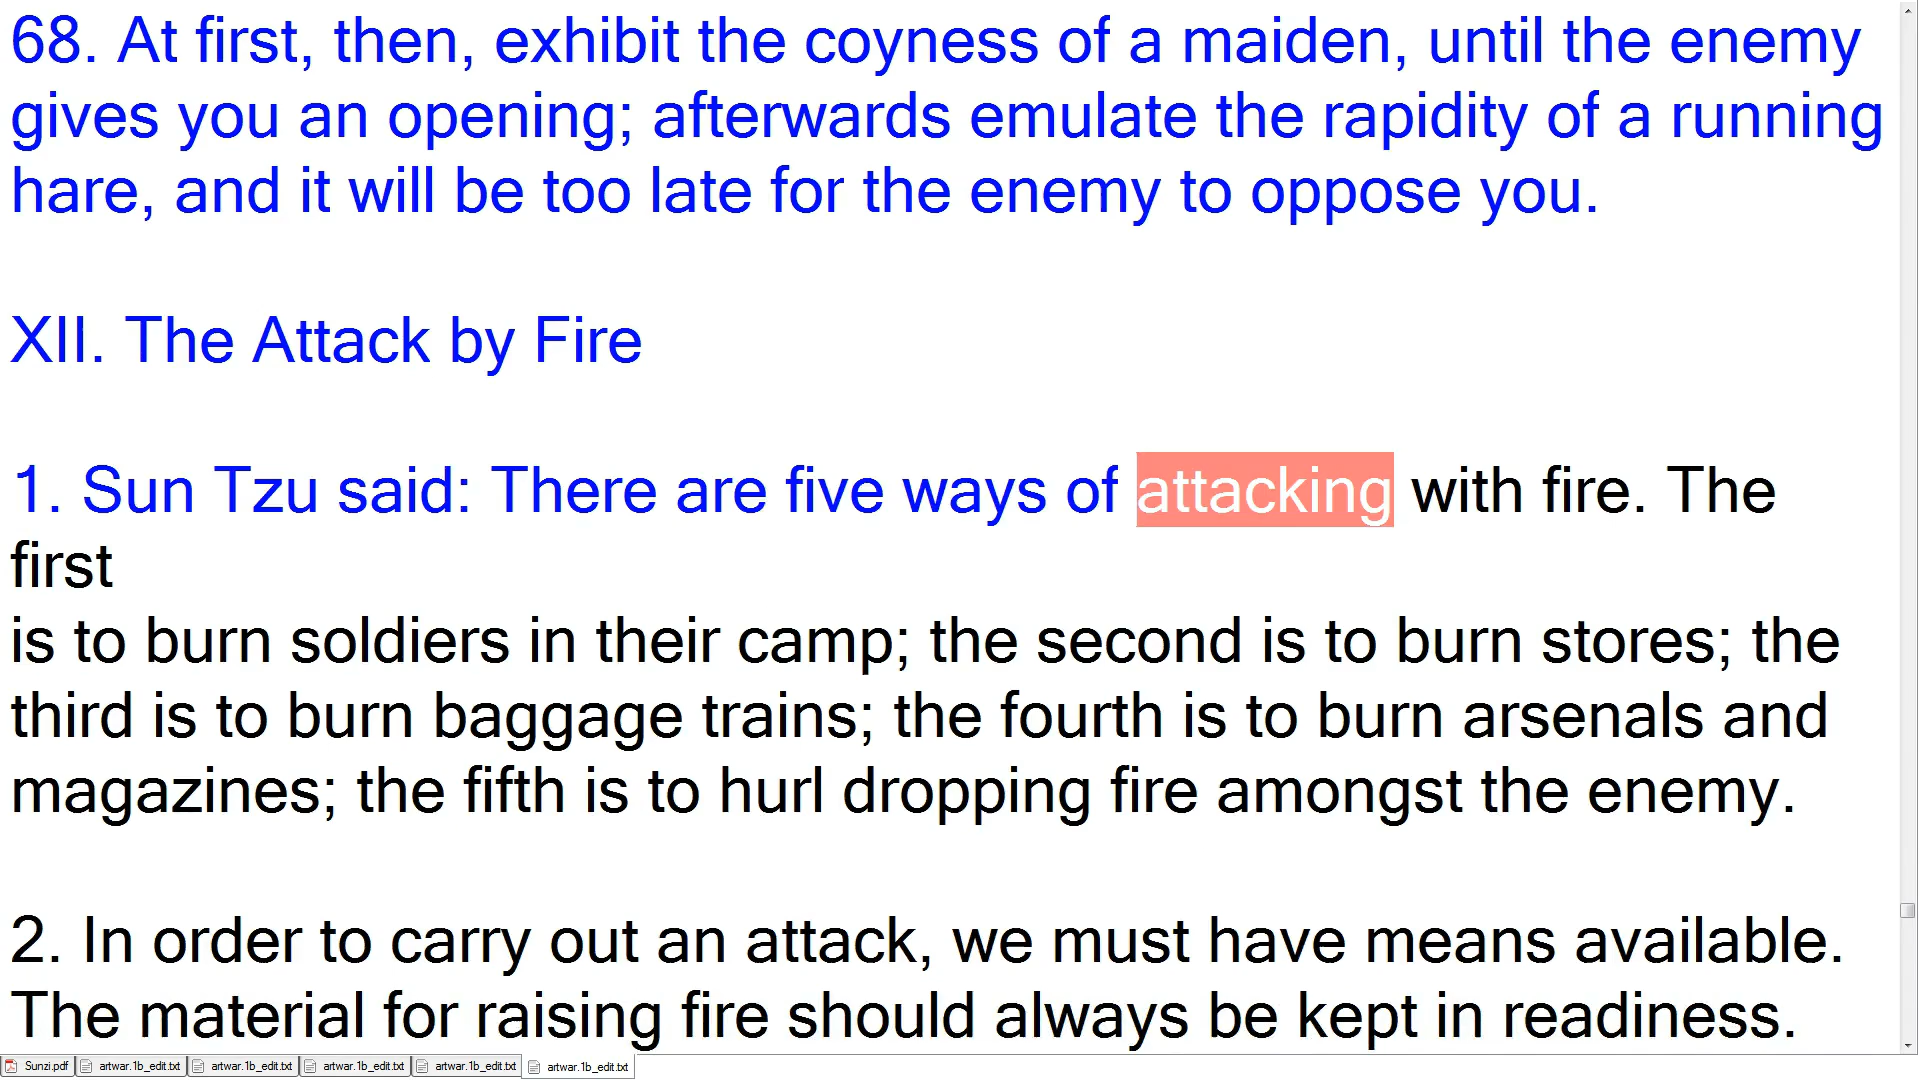 68. At first, then, exhibit the coyness of a maiden, until the enemy
gives you an opening; afterwards emulate the rapidity of a running
hare, and it will be too late for the enemy to oppose you.
XII. The Attack by Fire
1. Sun Tzu said: There are five ways of attacking with fire. The
first
is to burn soldiers in their camp; the second is to burn stores; the
third is to burn baggage trains; the fourth is to burn arsenals and
magazines; the fifth is to hurl dropping fire amongst the enemy.
2. In order to carry out an attack, we must have means available.
The material for raising fire should always be kept in readiness.
Sunzi.pdf artwar.1b_edit.txt artwar.1b_edit.txt artwar.1b_edit.txt artwar.1b_edit.txt artwar.1b_edit.txt